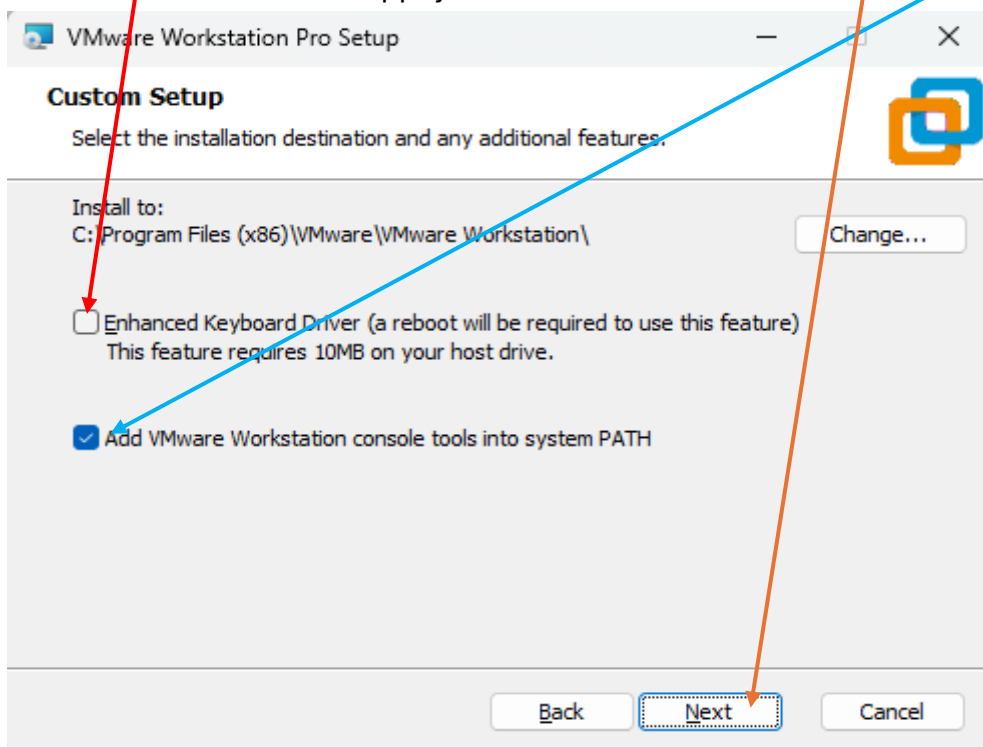 VMware Workstation Pro Setup
Custom Setup
Select the installation destination and any additional features.
Install to:
C:\Program Files (x86)\VMware\VMware Workstation\
Change...
Enhanced Keyboard Driver (a reboot will be required to use this feature)
This feature requires 10MB on your host drive.
Add VMware Workstation console tools into system PATH
Back
Next
Cancel